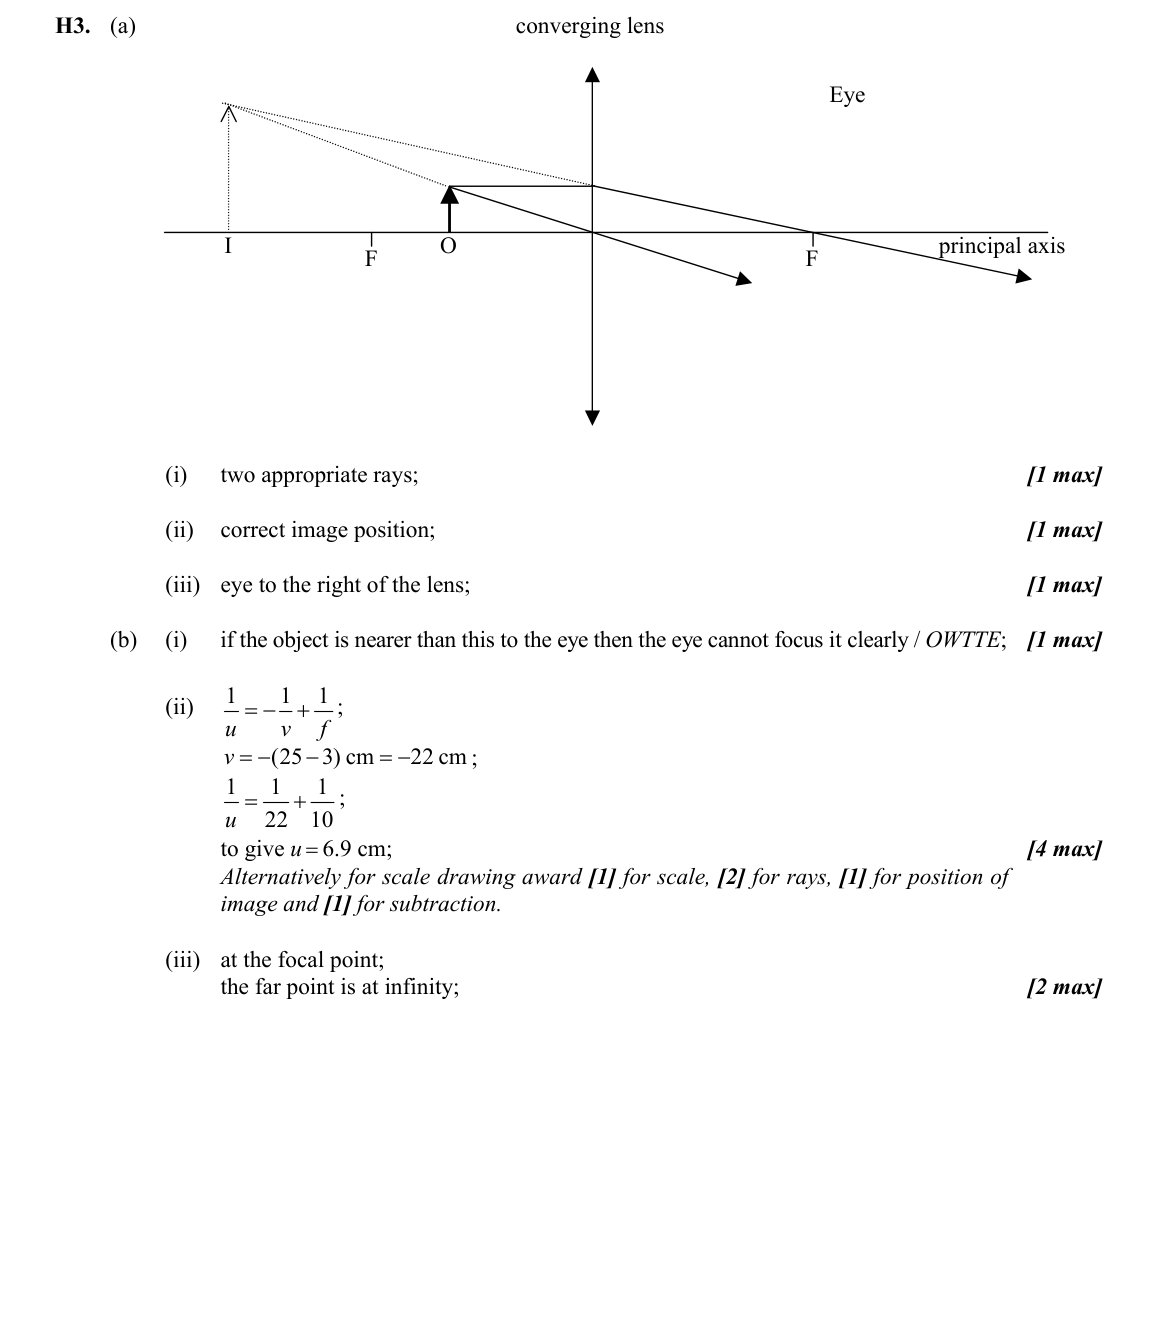 H3. (a) converging lens
Eye
I F O F principal axis
(i) two appropriate rays; [1 max]
(ii) correct image position; [1 max]
(iii) eye to the right of the lens; [1 max]
(b) (i) if the object is nearer than this to the eye then the eye cannot focus it clearly / OWTTE; [1 max]
(ii) 1/u = −1/v + 1/f ;
v = −(25 − 3) cm = −22 cm ;
1/u = 1/22 + 1/10 ;
to give u = 6.9 cm; [4 max]
Alternatively for scale drawing award [1] for scale, [2] for rays, [1] for position of
image and [1] for subtraction.
(iii) at the focal point;
the far point is at infinity; [2 max]